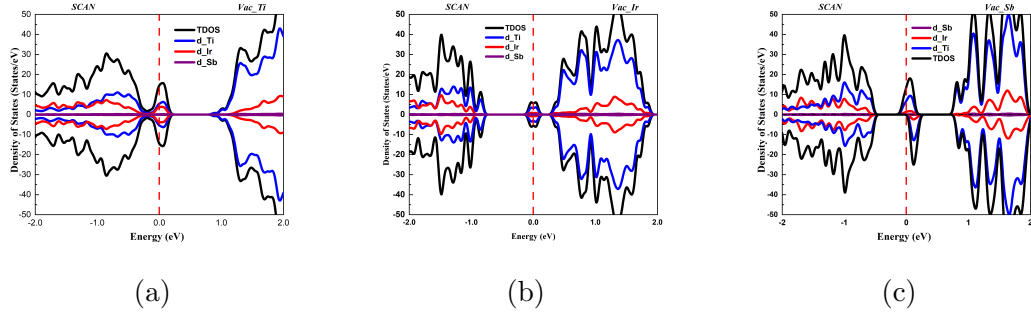 SCAN Vac_Ti
50
40
30
20
10
0
10
20
30
40
50
Density of States (States/eV)
TDOS
d_Ti
d_Ir
d_Sb
-2.0 -1.0 0.0 1.0 2.0
Energy (eV)
(a)
SCAN Vac_Ir
50
40
30
20
10
0
-10
-20
-30
-40
-50
Density of States (States/eV)
TDOS
d_Ti
d_Ir
d_Sb
-2.0 -1.0 0.0 1.0 2.0
Energy (eV)
(b)
SCAN Vac_Sb
50
40
30
20
10
0
10
20
30
40
50
Density of States (States/eV)
d_Sb
d_Ir
d_Ti
TDOS
-2 -1 0 1 2
Energy (eV)
(c)